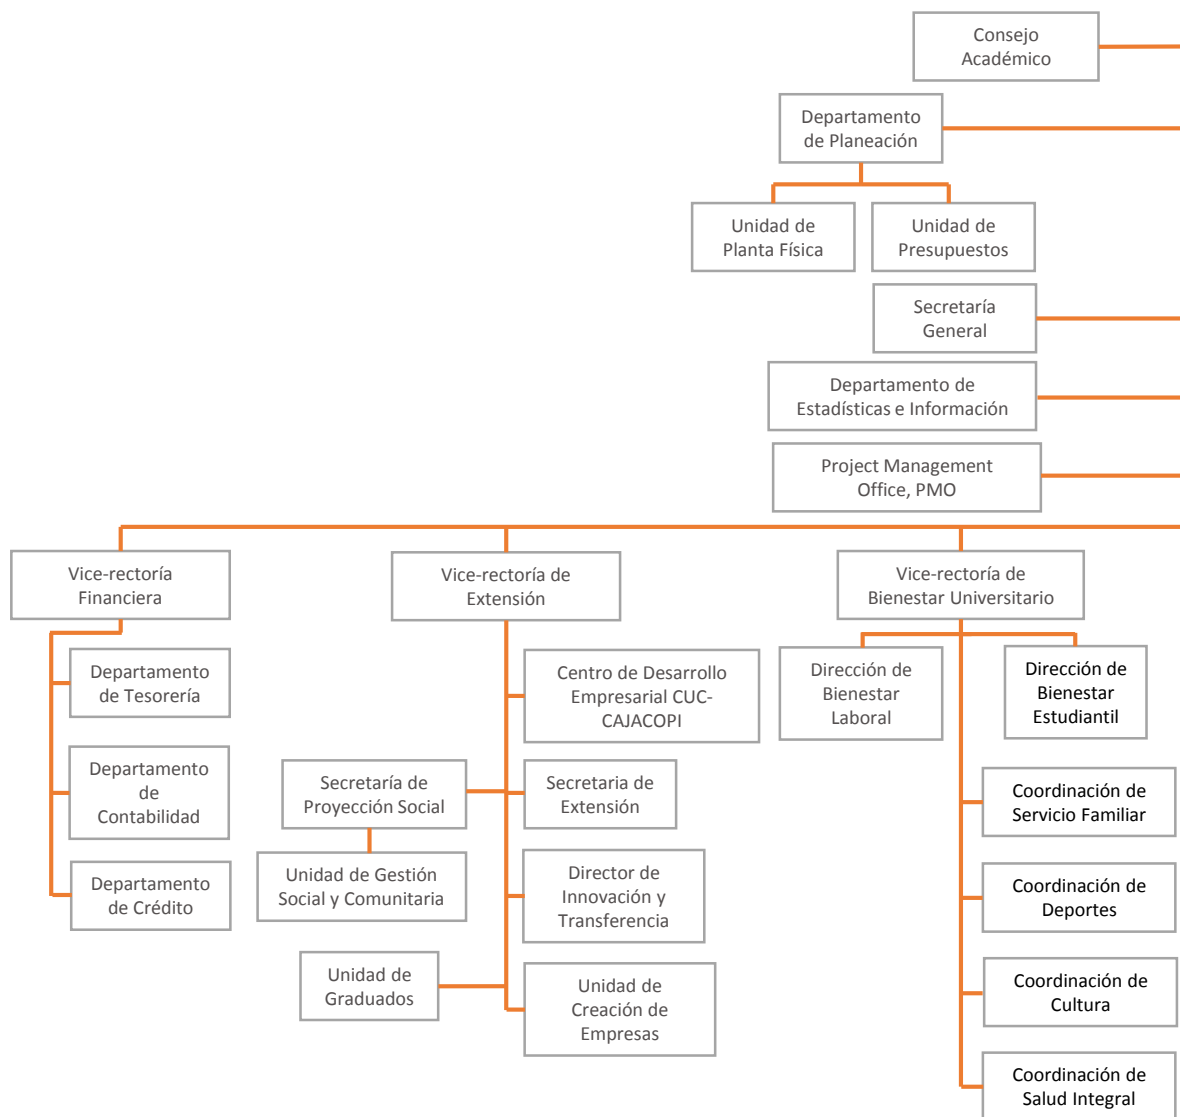 Consejo
Académico
Departamento
de Planeación
Unidad de
Planta Física
Unidad de
Presupuestos
Secretaría
General
Departamento de
Estadísticas e Información
Project Management
Office, PMO
Vice-rectoría
Financiera
Vice-rectoría de
Extensión
Vice-rectoría de
Bienestar Universitario
Departamento
de Tesorería
Departamento
de
Contabilidad
Departamento
de Crédito
Centro de Desarrollo
Empresarial CUC-
CAJACOPI
Secretaría de
Proyección Social
Secretaria de
Extensión
Unidad de Gestión
Social y Comunitaria
Director de
Innovación y
Transferencia
Unidad de
Graduados
Unidad de
Creación de
Empresas
Dirección de
Bienestar
Laboral
Dirección de
Bienestar
Estudiantil
Coordinación de
Servicio Familiar
Coordinación de
Deportes
Coordinación de
Cultura
Coordinación de
Salud Integral